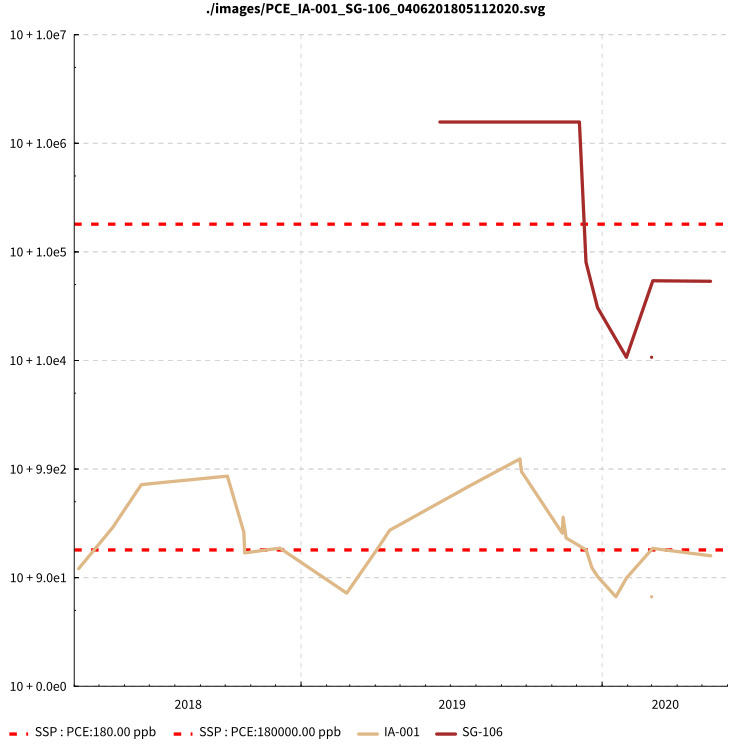 ./images/PCE_IA-001_SG-106_0406201805112020.svg
10 + 1.0e7
10 + 1.0e6
10 + 1.0e5
10 + 1.0e4
10 + 9.9e2
10 + 9.0e1
10 + 0.0e0
2018 2019 2020
SSP : PCE:180.00 ppb SSP : PCE:180000.00 ppb IA-001 SG-106